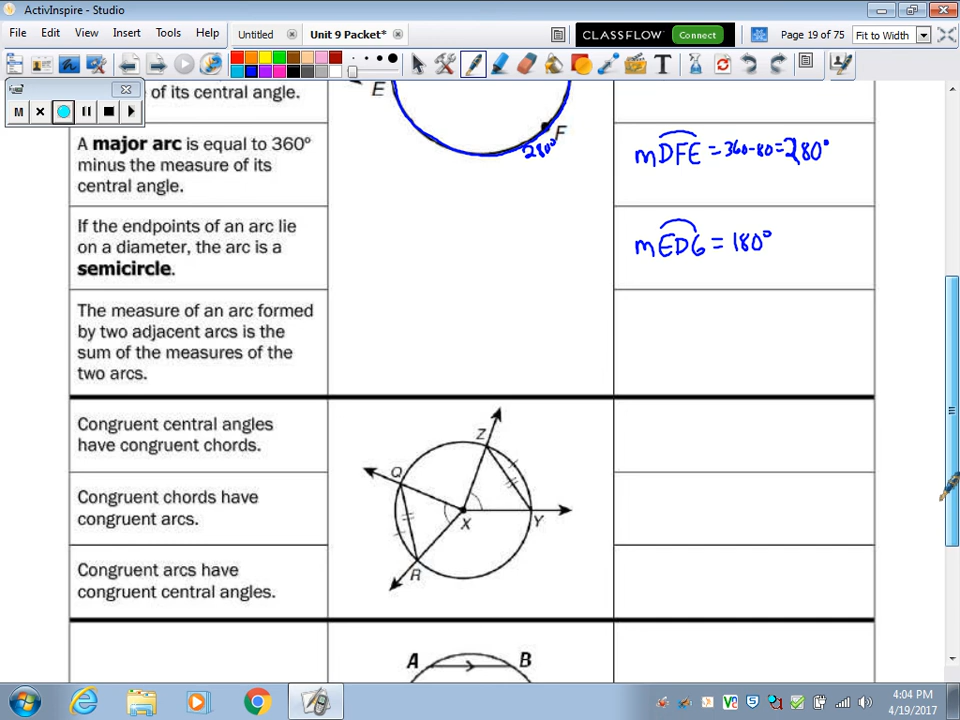 ActivInspire - Studio
File Edit View Insert Tools Help
Untitled
Unit 9 Packet*
CLASSFLOW
Connect
Page 19 of 75
Fit to Width
M
of its central angle.
E
F
280°
A major arc is equal to 360°
minus the measure of its
central angle.
mDFE = 360-80 = 280°
If the endpoints of an arc lie
on a diameter, the arc is a
semicircle.
mEDG = 180°
The measure of an arc formed
by two adjacent arcs is the
sum of the measures of the
two arcs.
Congruent central angles
have congruent chords.
Z
Q
X
Y
R
Congruent chords have
congruent arcs.
Congruent arcs have
congruent central angles.
A
B
4:04 PM
4/19/2017